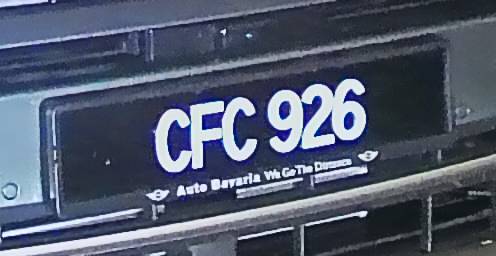 CFC 926
Auto Bavaria We Go The Distance